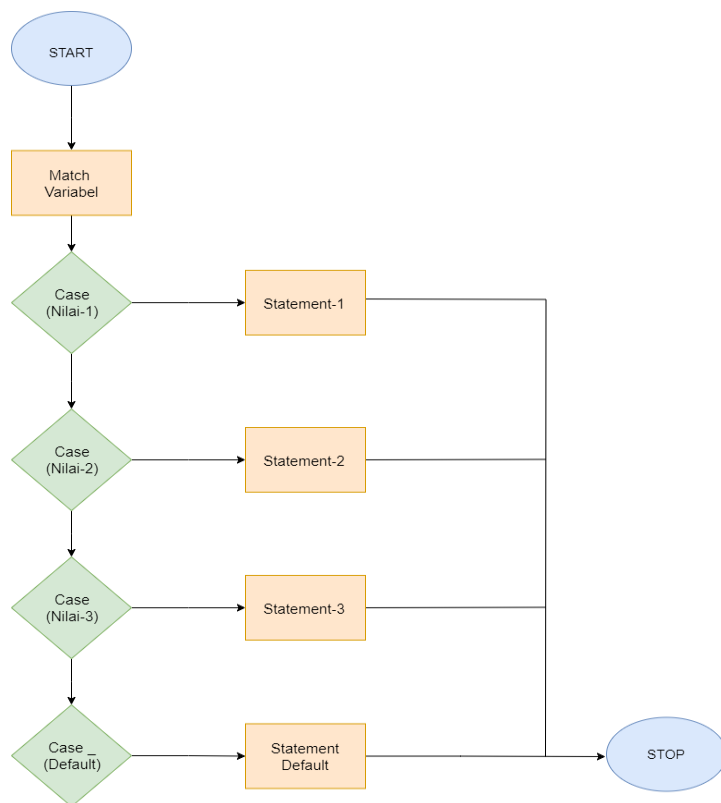 START
Match
Variabel
Case
(Nilai-1)
Statement-1
Case
(Nilai-2)
Statement-2
Case
(Nilai-3)
Statement-3
Case _
(Default)
Statement
Default
STOP